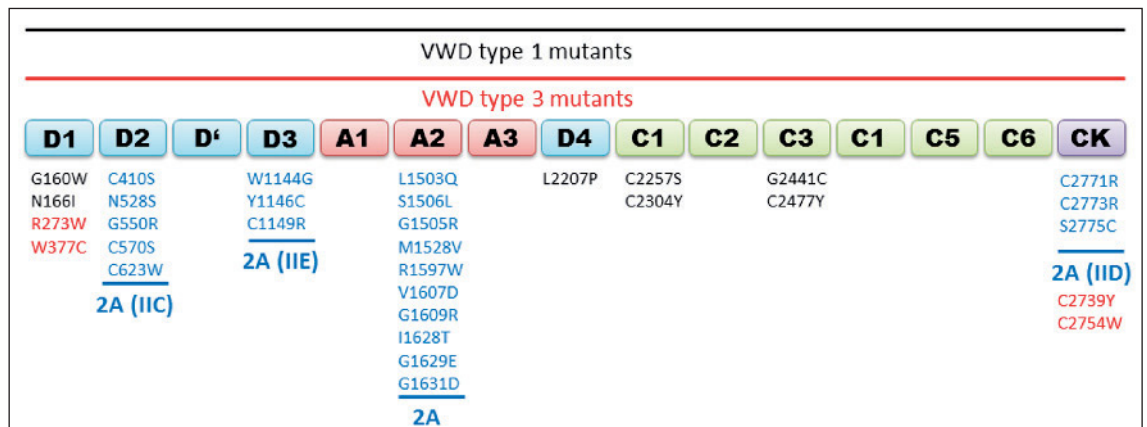 VWD type 1 mutants
VWD type 3 mutants
D1 D2 D‘ D3 A1 A2 A3 D4 C1 C2 C3 C1 C5 C6 CK
G160W
N166I
R273W
W377C
C410S
N528S
G550R
C570S
C623W
2A (IIC)
W1144G
Y1146C
C1149R
2A (IIE)
L1503Q
S1506L
G1505R
M1528V
R1597W
V1607D
G1609R
I1628T
G1629E
G1631D
2A
L2207P
C2257S
C2304Y
G2441C
C2477Y
C2771R
C2773R
S2775C
2A (IID)
C2739Y
C2754W